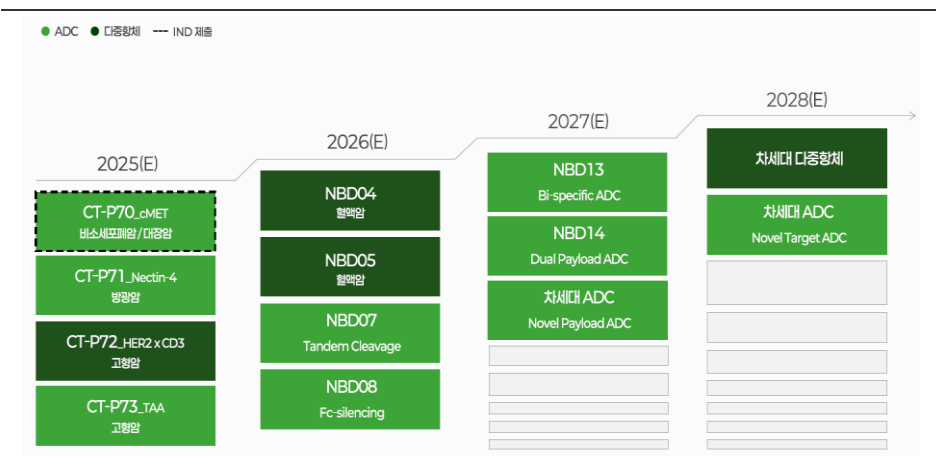 ADC 다중항체 --- IND 제출
2025(E)
CT-P70_cMET
비소세포폐암/대장암
CT-P71_Nectin-4
방광암
CT-P72_HER2 x CD3
고형암
CT-P73_TAA
고형암
2026(E)
NBD04
혈액암
NBD05
혈액암
NBD07
Tandem Cleavage
NBD08
Fc-silencing
2027(E)
NBD13
Bi-specific ADC
NBD14
Dual Payload ADC
차세대 ADC
Novel Payload ADC
2028(E)
차세대 다중항체
차세대 ADC
Novel Target ADC